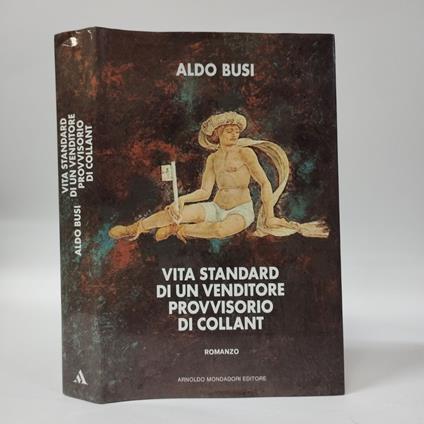 ALDO BUSI
VITA STANDARD
DI UN VENDITORE
PROVVISORIO
DI COLLANT
ROMANZO
ARNOLDO MONDADORI EDITORE
ALDO BUSI
VITA STANDARD
DI UN VENDITORE
PROVVISORIO
DI COLLANT